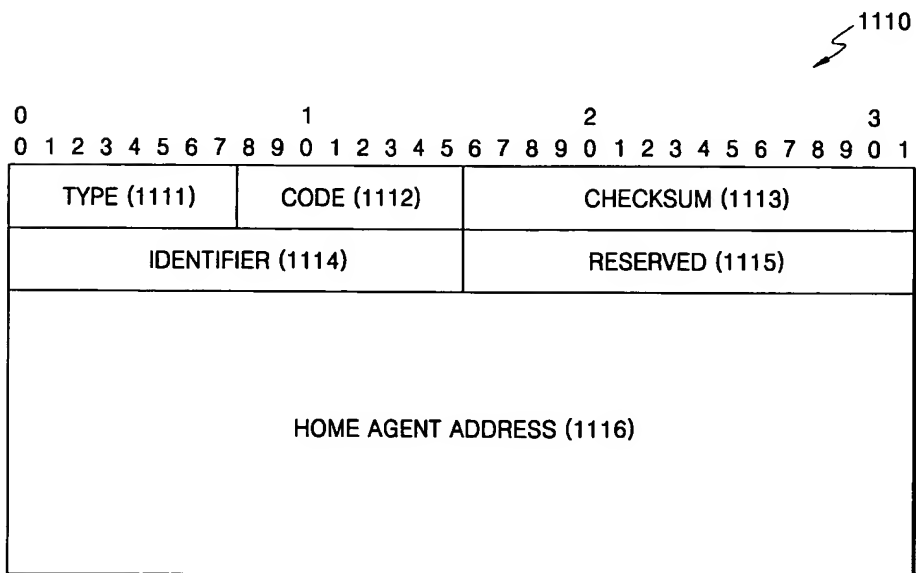 1110
0 1 2 3
0 1 2 3 4 5 6 7 8 9 0 1 2 3 4 5 6 7 8 9 0 1 2 3 4 5 6 7 8 9 0 1
TYPE (1111) CODE (1112) CHECKSUM (1113)
IDENTIFIER (1114) RESERVED (1115)
HOME AGENT ADDRESS (1116)